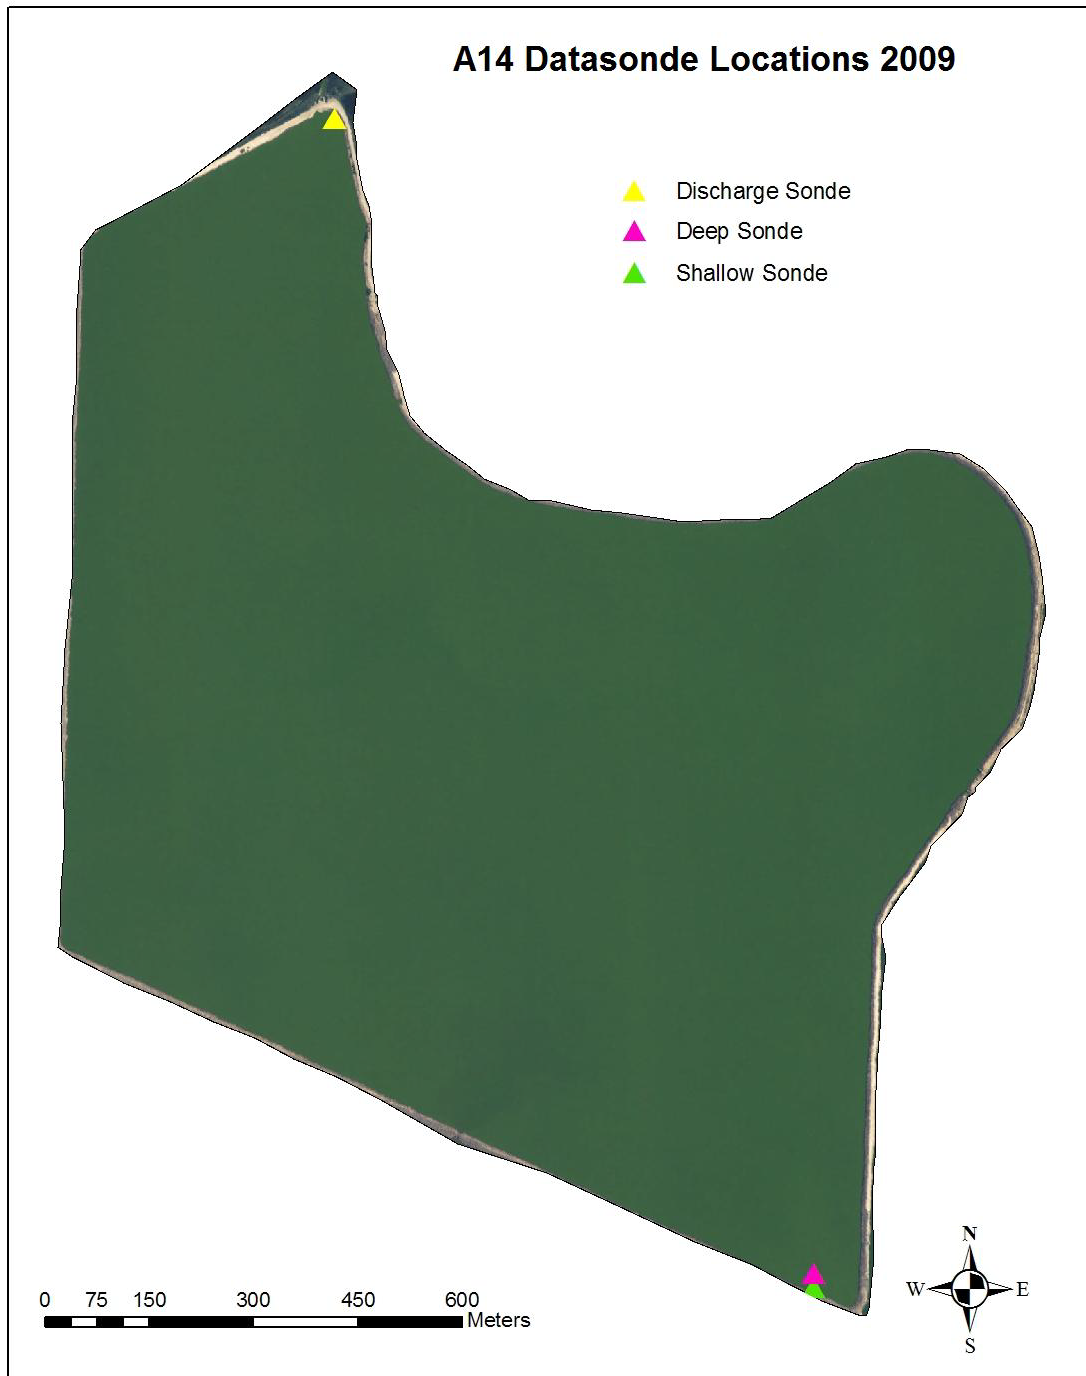 A14 Datasonde Locations 2009
Discharge Sonde
Deep Sonde
Shallow Sonde
N
W E
S
0 75 150 300 450 600
Meters